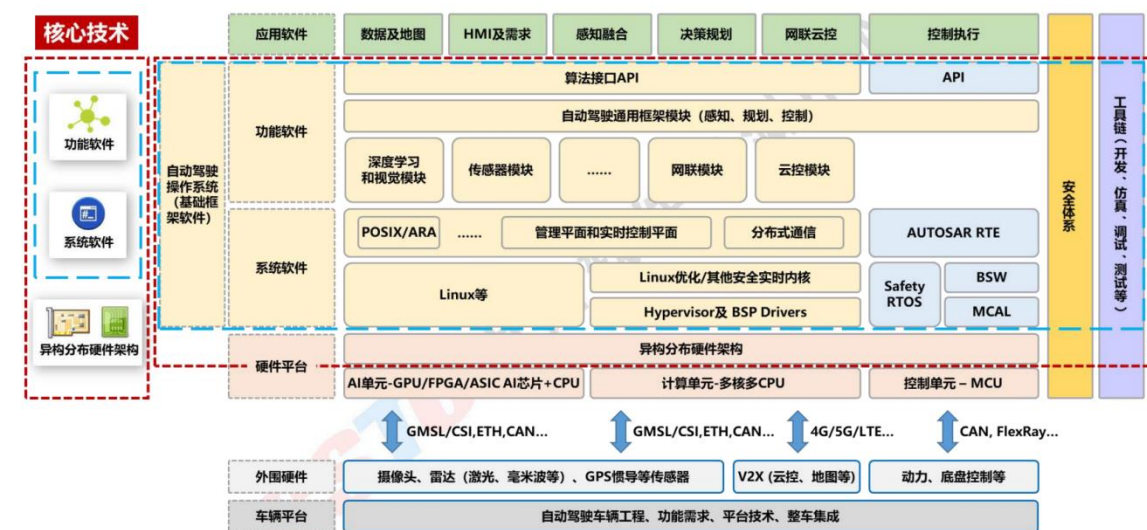 核心技术
功能软件
系统软件
异构分布硬件架构
应用软件
数据及地图
HMI及需求
感知融合
决策规划
网联云控
控制执行
自动驾驶
操作系统
(基础框
架软件)
功能软件
算法接口API
API
自动驾驶通用框架模块(感知、规划、控制)
深度学习
和视觉模块
传感器模块
......
网联模块
云控模块
系统软件
POSIX/ARA
......
管理平面和实时控制平面
分布式通信
AUTOSAR RTE
Linux等
Linux优化/其他安全实时内核
Hypervisor及 BSP Drivers
Safety
RTOS
BSW
MCAL
硬件平台
异构分布硬件架构
AI单元-GPU/FPGA/ASIC AI芯片+CPU
计算单元-多核多CPU
控制单元 – MCU
GMSL/CSI,ETH,CAN...
GMSL/CSI,ETH,CAN...
4G/5G/LTE...
CAN, FlexRay...
外围硬件
摄像头、雷达(激光、毫米波等)、GPS惯导等传感器
V2X (云控、地图等)
动力、底盘控制等
车辆平台
自动驾驶车辆工程、功能需求、平台技术、整车集成
安全体系
工具链(开发、仿真、调试、测试等)